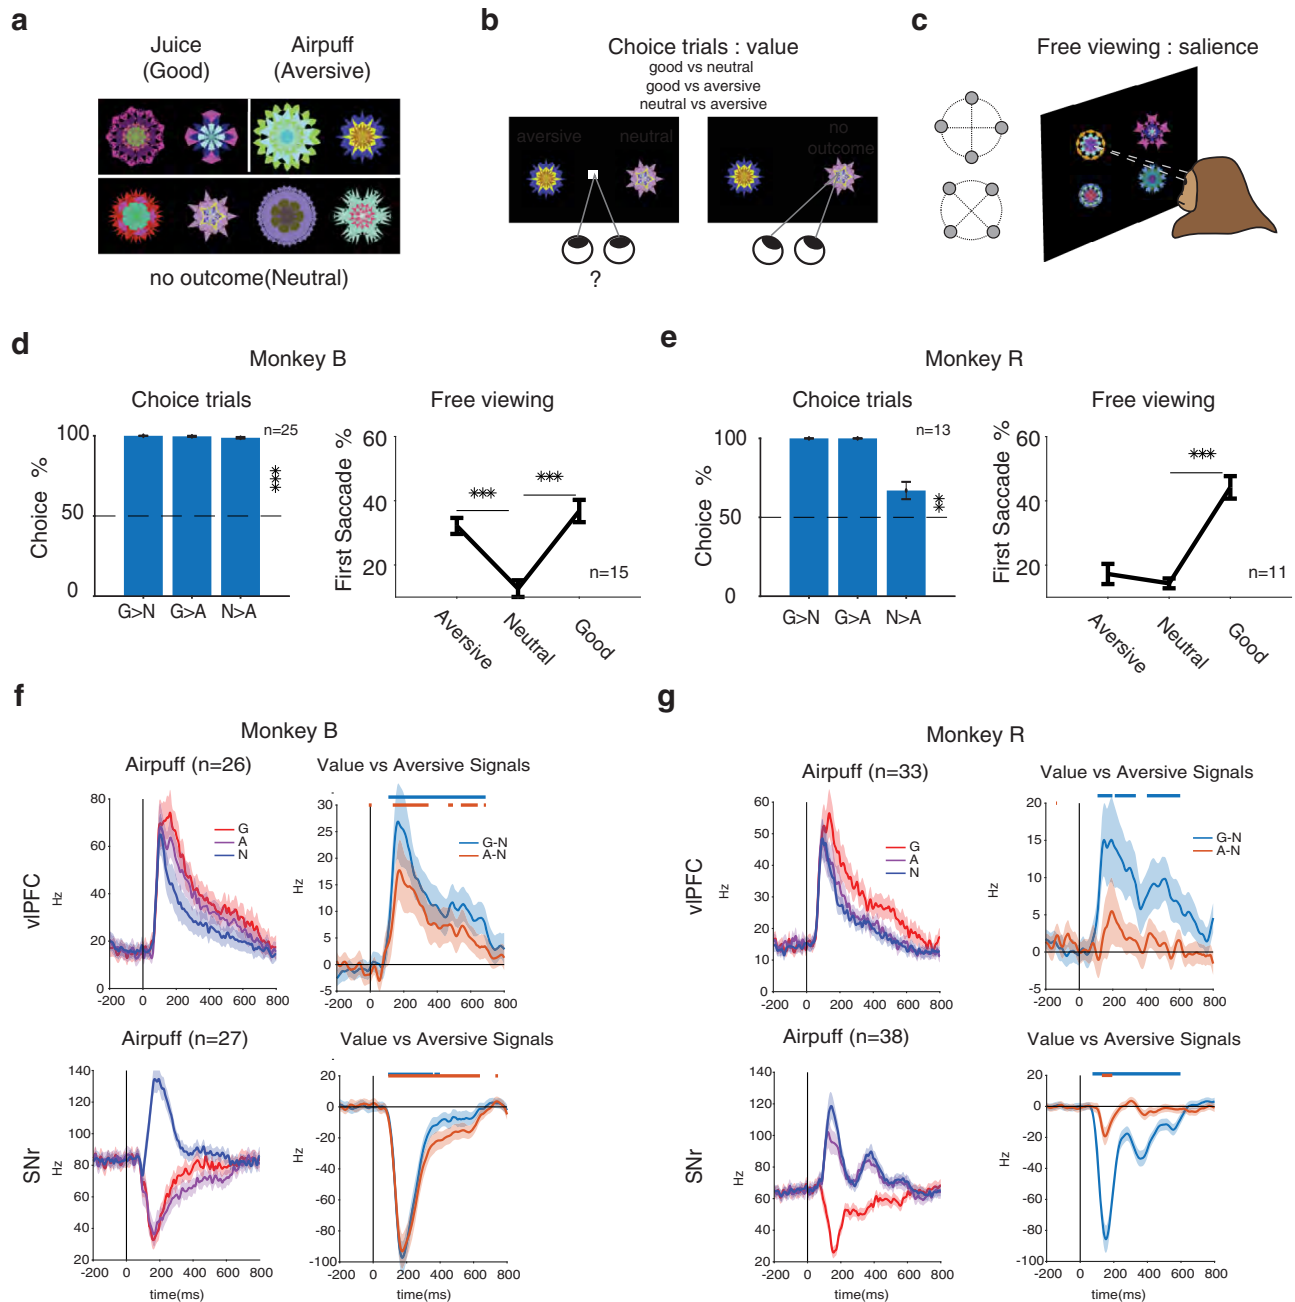 a
Juice
(Good)
Airpuff
(Aversive)
no outcome(Neutral)
b
Choice trials : value
good vs neutral
good vs aversive
neutral vs aversive
aversive
neutral
no
outcome
?
c
Free viewing : salience
d
Monkey B
Choice trials
n=25
100
50
0
Choice %
***
G>N
G>A
N>A
Free viewing
60
40
20
First Saccade %
***
***
n=15
Aversive
Neutral
Good
e
Monkey R
Choice trials
n=13
100
50
0
Choice %
**
G>N
G>A
N>A
Free viewing
60
40
20
First Saccade %
***
n=11
Aversive
Neutral
Good
f
Monkey B
Airpuff (n=26)
vlPFC
Hz
80
60
40
20
0
G
A
N
-200 0 200 400 600 800
Value vs Aversive Signals
Hz
30
25
20
15
10
5
0
-5
G-N
A-N
-200 0 200 400 600 800
Airpuff (n=27)
SNr
Hz
140
120
100
80
60
40
20
-200 0 200 400 600 800
time(ms)
Value vs Aversive Signals
Hz
20
0
-20
-40
-60
-80
-100
-200 0 200 400 600 800
time(ms)
g
Monkey R
Airpuff (n=33)
vlPFC
Hz
60
50
40
30
20
10
0
G
A
N
-200 0 200 400 600 800
Value vs Aversive Signals
Hz
20
15
10
5
0
-5
G-N
A-N
-200 0 200 400 600 800
Airpuff (n=38)
SNr
Hz
140
120
100
80
60
40
20
-200 0 200 400 600 800
time(ms)
Value vs Aversive Signals
Hz
20
0
-20
-40
-60
-80
-100
-200 0 200 400 600 800
time(ms)